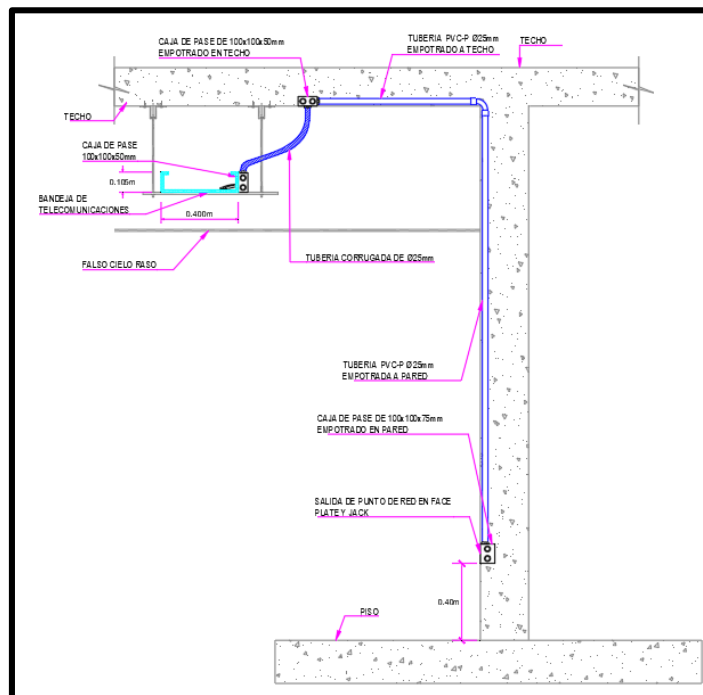 CAJA DE PASE DE 100x100x50mm
EMPOTRADO EN TECHO
TUBERIA PVC-P Ø25mm
EMPOTRADO A TECHO
TECHO
TECHO
CAJA DE PASE
100x100x50mm
0.105m
BANDEJA DE
TELECOMUNICACIONES
0.400m
FALSO CIELO RASO
TUBERIA CORRUGADA DE Ø25mm
TUBERIA PVC-P Ø25mm
EMPOTRADA A PARED
CAJA DE PASE DE 100x100x75mm
EMPOTRADO EN PARED
SALIDA DE PUNTO DE RED EN FACE
PLATE Y JACK
0.40m
PISO